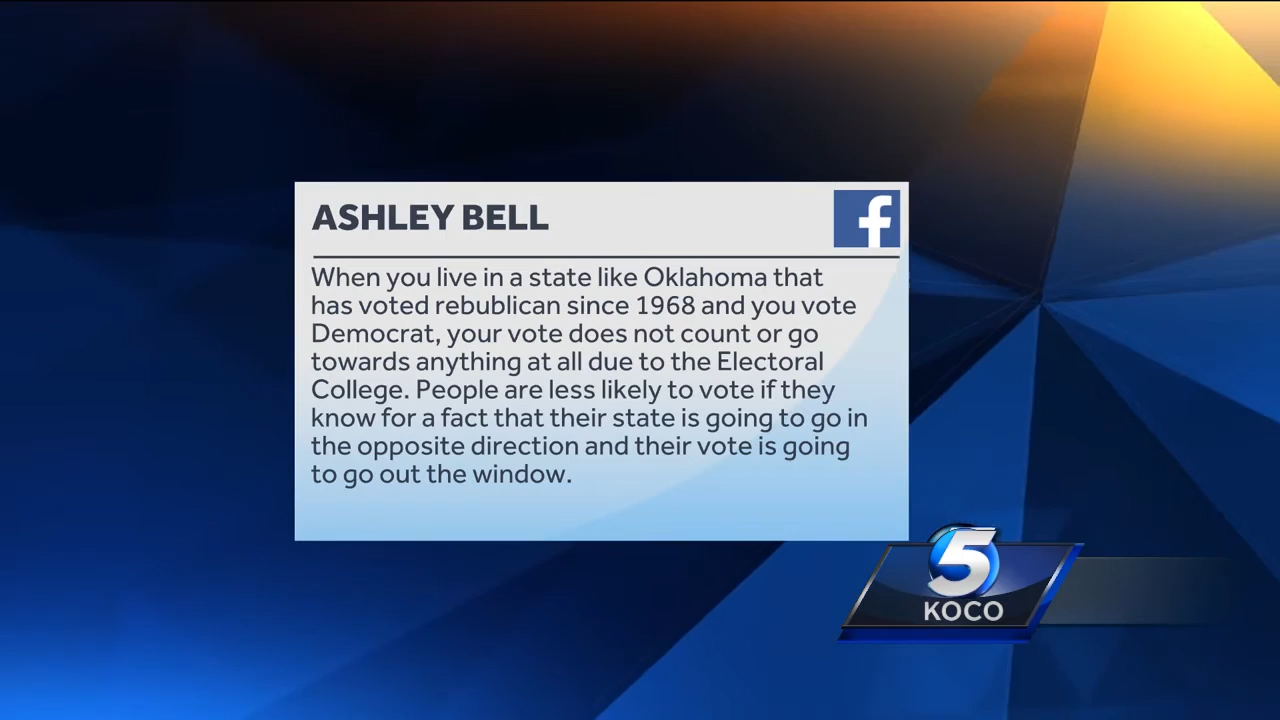 ASHLEY BELL
f
When you live in a state like Oklahoma that
has voted rebublican since 1968 and you vote
Democrat, your vote does not count or go
towards anything at all due to the Electoral
College. People are less likely to vote if they
know for a fact that their state is going to go in
the opposite direction and their vote is going
to go out the window.
5
KOCO